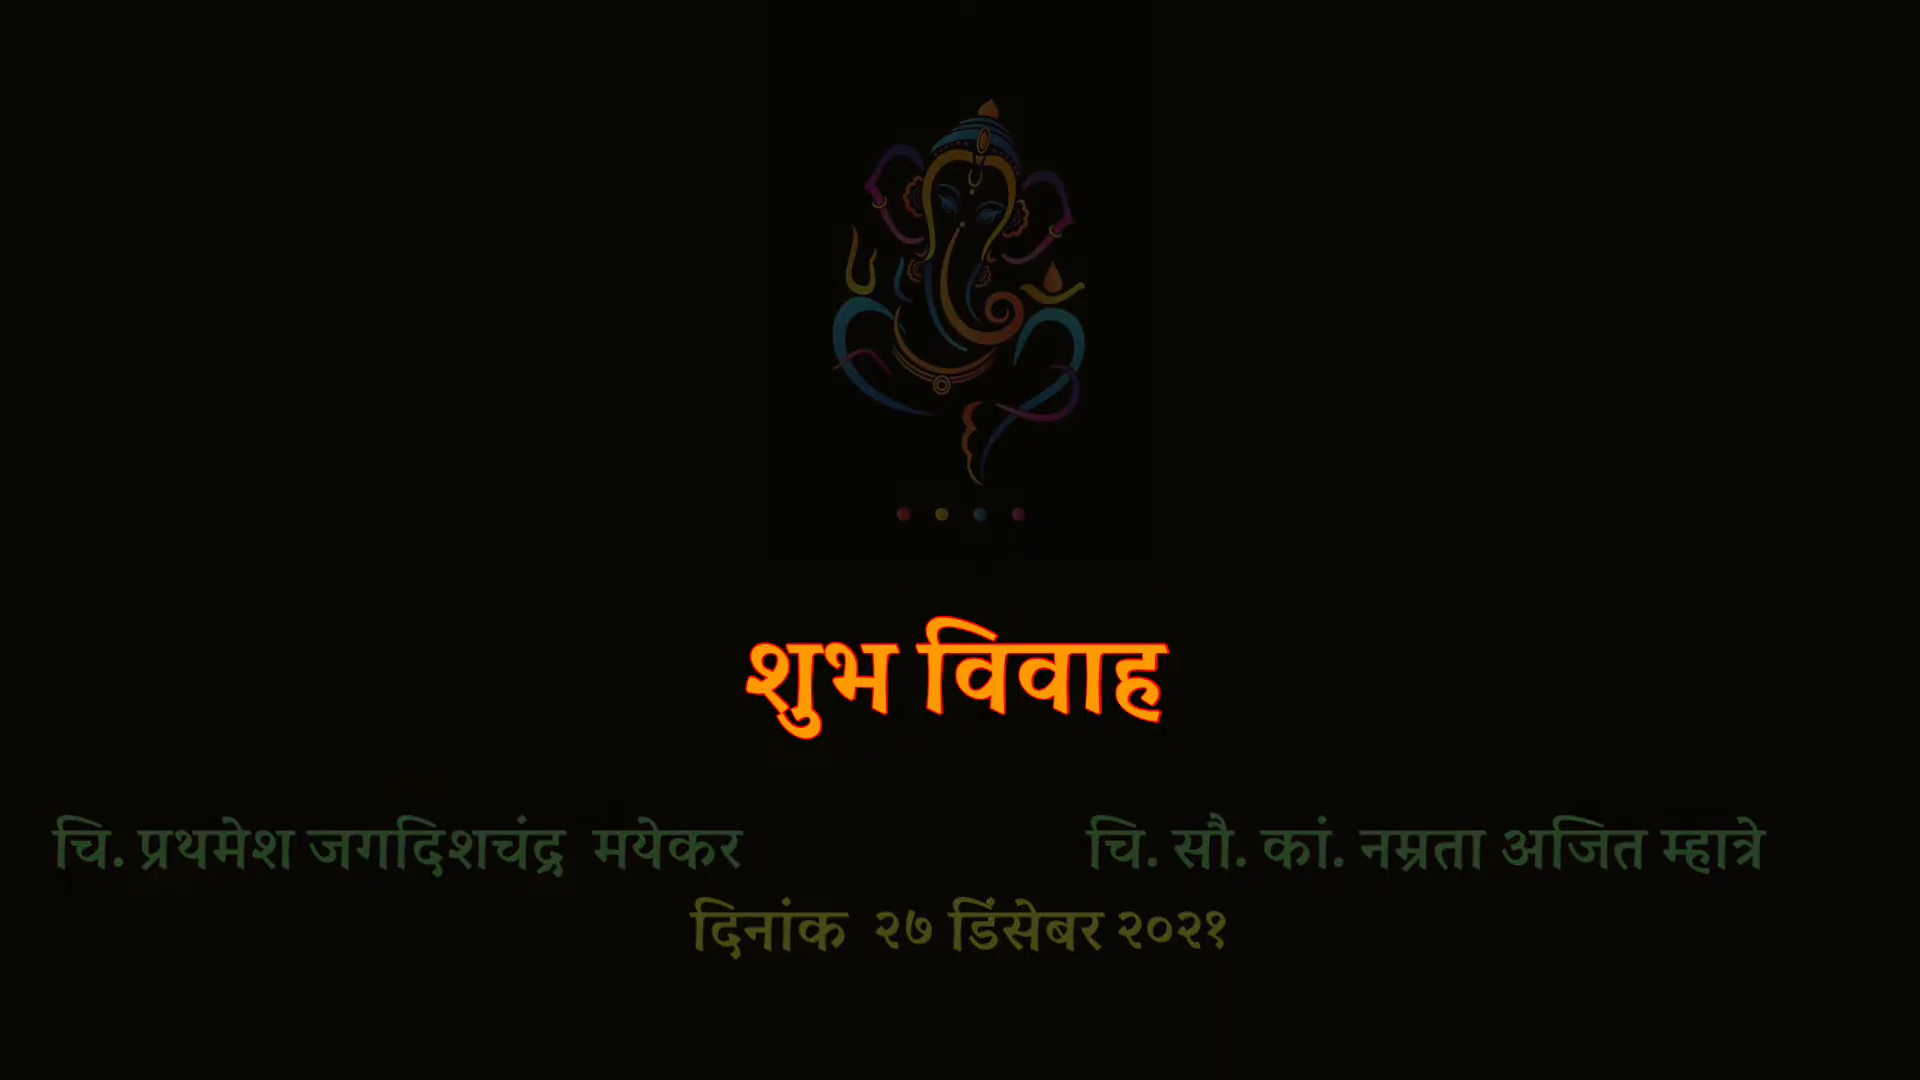 शुभ विवाह
चि. प्रथमेश जगदिशचंद्र मयेकर
चि. सौ. कां. नम्रता अजित म्हात्रे
दिनांक २७ डिंसेबर २०२१